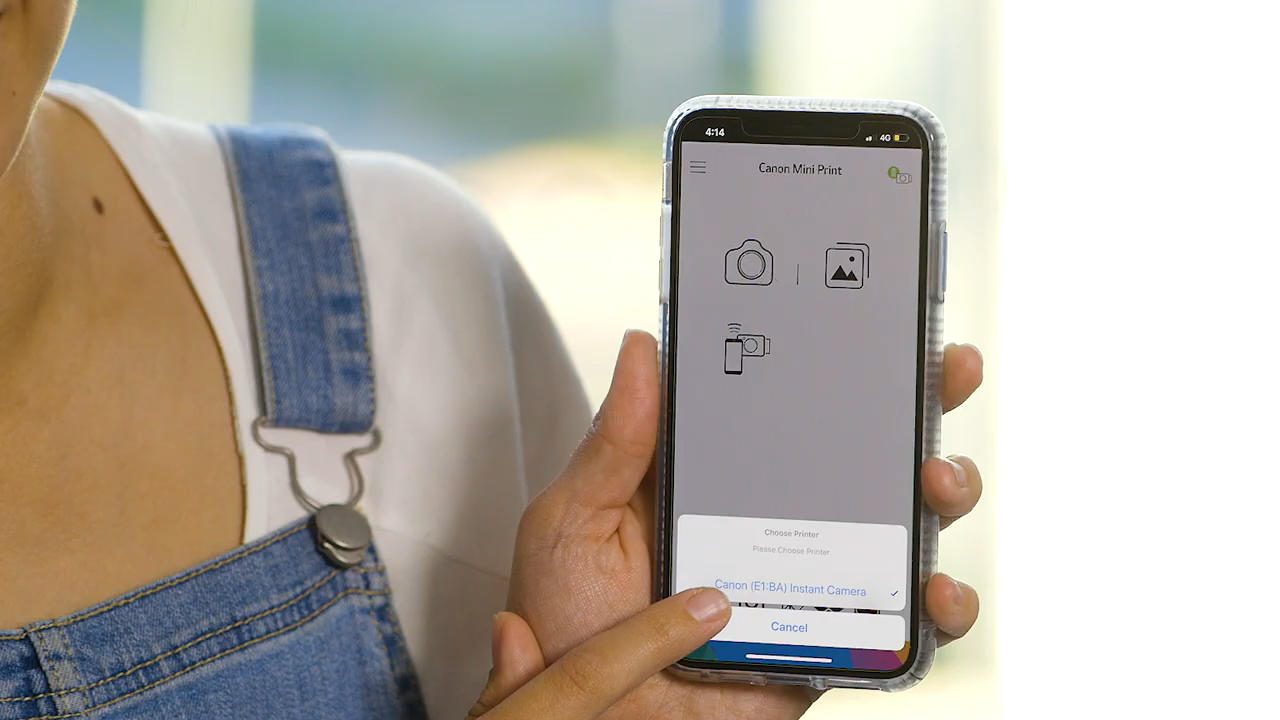 4:14
4G
Canon Mini Print
Choose Printer
Please Choose Printer
Canon (E1:BA) Instant Camera
Cancel